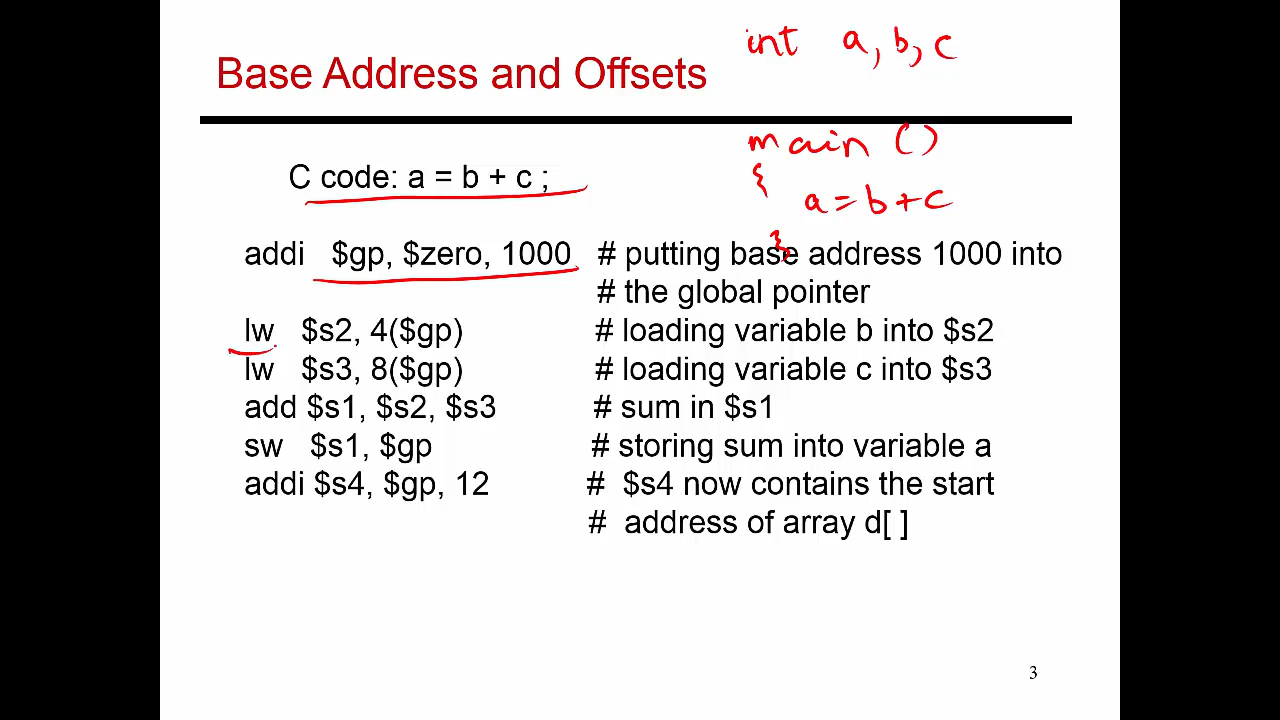 int a, b, c
Base Address and Offsets
main ()
{
C code: a = b + c ;
a = b + c
}
addi $gp, $zero, 1000 # putting base address 1000 into
# the global pointer
lw $s2, 4($gp) # loading variable b into $s2
lw $s3, 8($gp) # loading variable c into $s3
add $s1, $s2, $s3 # sum in $s1
sw $s1, $gp # storing sum into variable a
addi $s4, $gp, 12 # $s4 now contains the start
# address of array d[ ]
3